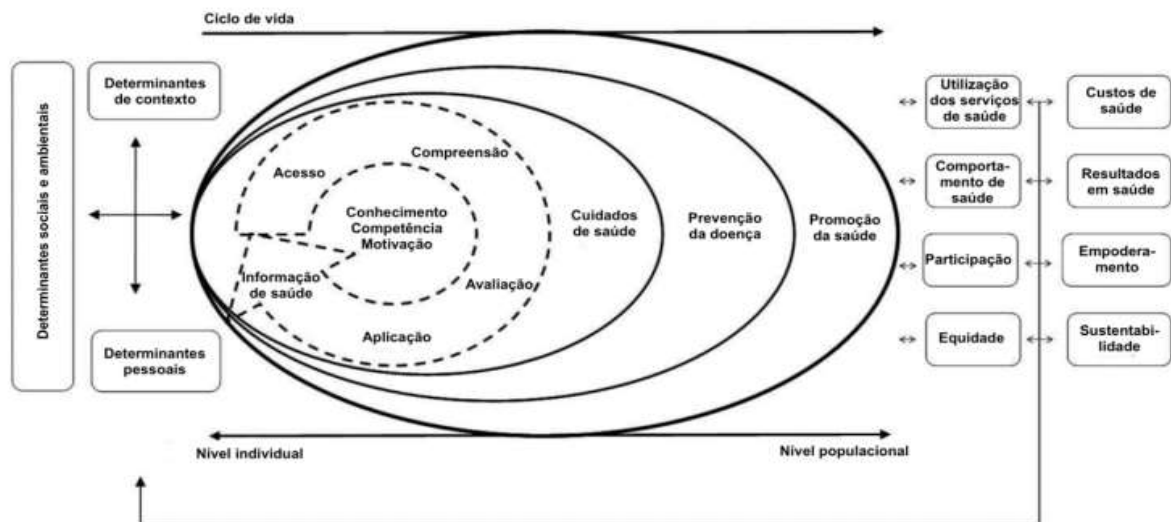 Ciclo de vida
Determinantes sociais e ambientais
Determinantes
de contexto
Determinantes
pessoais
Acesso
Compreensão
Conhecimento
Competência
Motivação
Informação
de saúde
Avaliação
Aplicação
Cuidados
de saúde
Prevenção
da doença
Promoção
da saúde
Utilização
dos serviços
de saúde
Custos de
saúde
Comporta-
mento de
saúde
Resultados
em saúde
Participação
Empodera-
mento
Equidade
Sustentabi-
lidade
Nível individual
Nível populacional